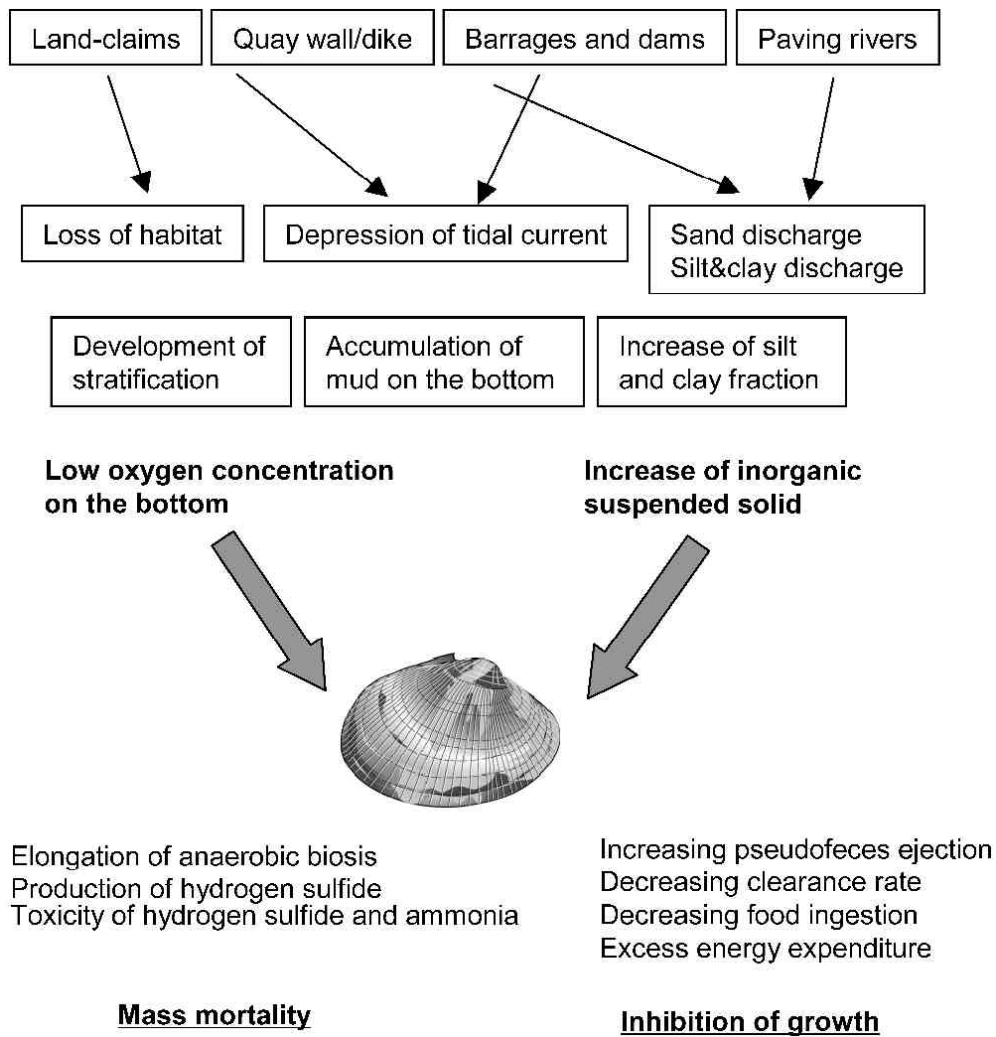 Land-claims
Quay wall/dike
Barrages and dams
Paving rivers
Loss of habitat
Depression of tidal current
Sand discharge
Silt&clay discharge
Development of
stratification
Accumulation of
mud on the bottom
Increase of silt
and clay fraction
Low oxygen concentration
on the bottom
Increase of inorganic
suspended solid
Elongation of anaerobic biosis
Production of hydrogen sulfide
Toxicity of hydrogen sulfide and ammonia
Increasing pseudofeces ejection
Decreasing clearance rate
Decreasing food ingestion
Excess energy expenditure
Mass mortality
Inhibition of growth